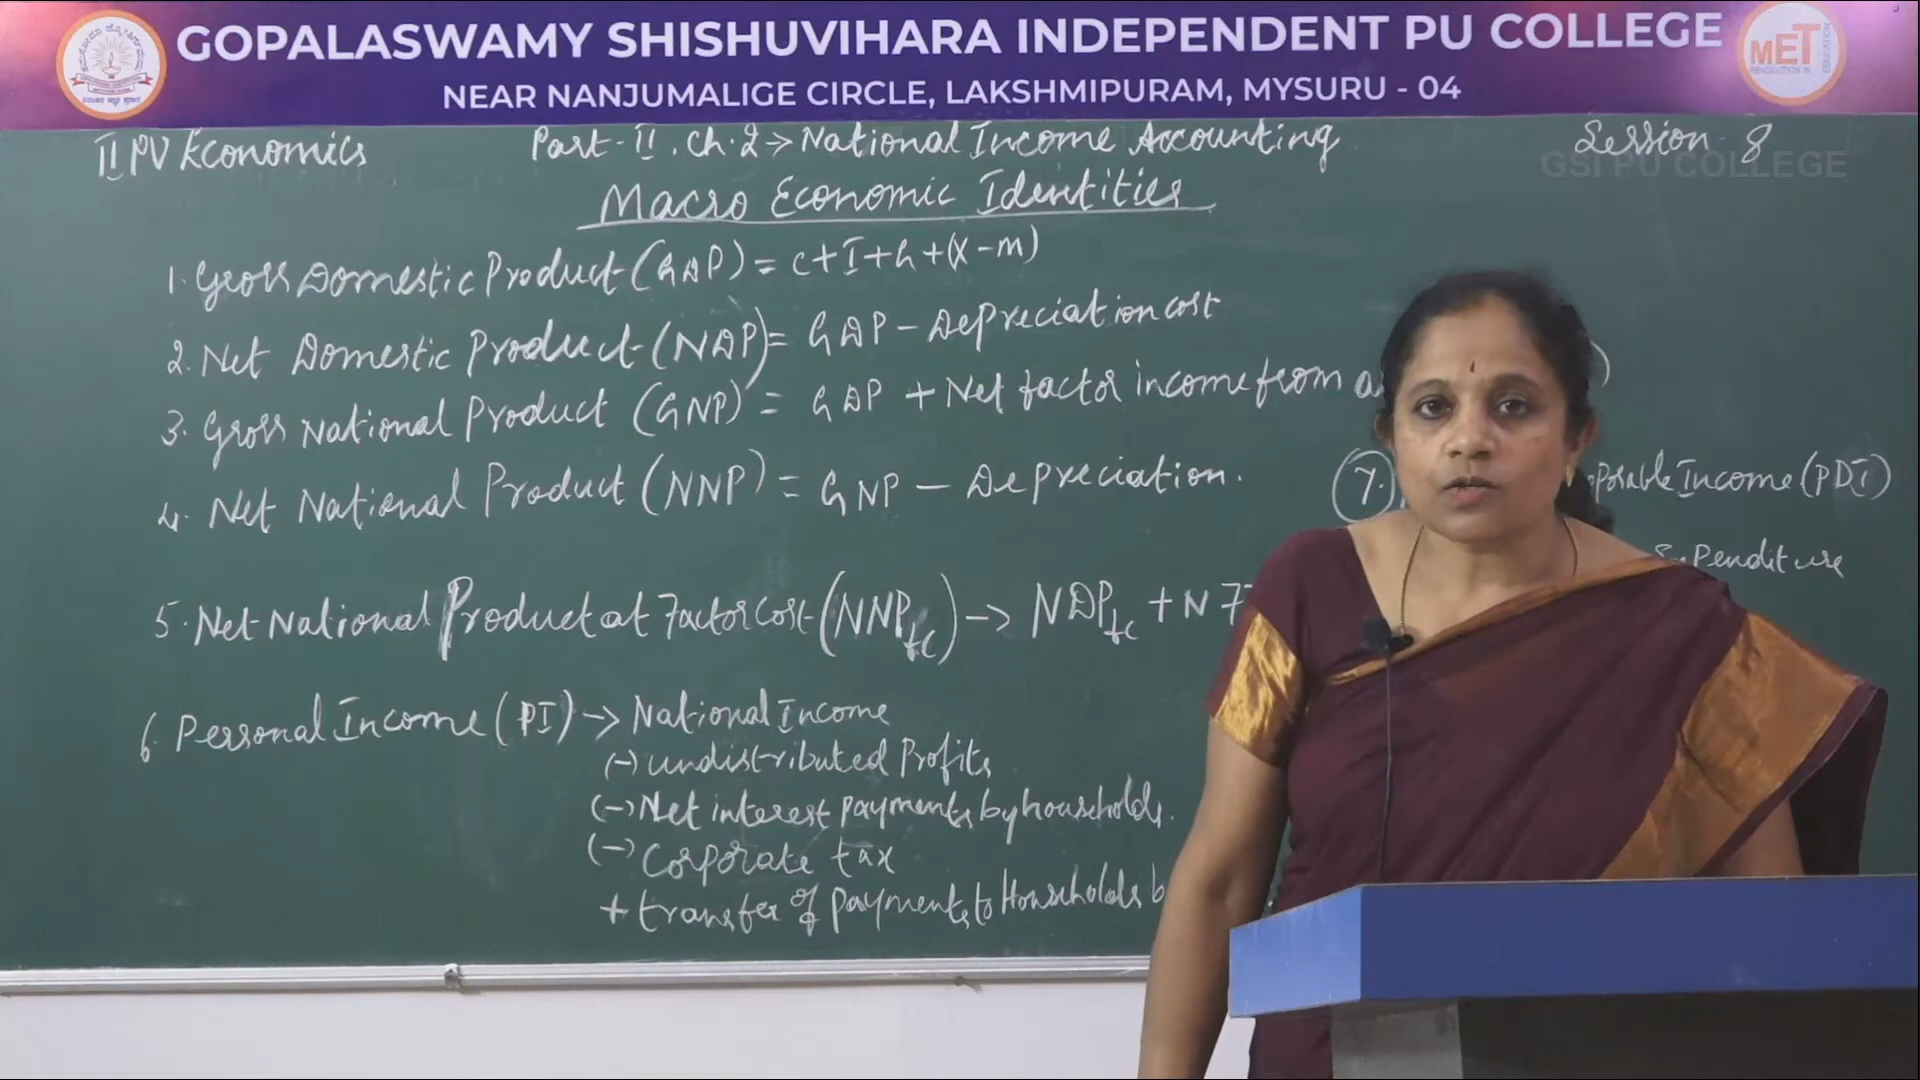 GOPALASWAMY SHISHUVIHARA INDEPENDENT PU COLLEGE
NEAR NANJUMALIGE CIRCLE, LAKSHMIPURAM, MYSURU - 04
MET
II PU Economics
Part-II. Ch.2→National Income Accounting
Session 8
GSI PU COLLEGE
Macro Economic Identities
1. Gross Domestic Product (GDP) = C+I+G+(X-M)
2. Net Domestic Product (NDP) = GDP - Depreciation cost
3. Gross National Product (GNP) = GDP + Net factor income from a
4. Net National Product (NNP) = GNP - Depreciation.
7.
posable Income (PDI)
penditure
5. Net National Product at Factor cost (NNPfc) → NDPfc + NF
6. Personal Income (PI) → National Income
(-) undistributed Profits
(-) Net interest payments by households.
(-) Corporate tax
+ transfer of payments to Households b